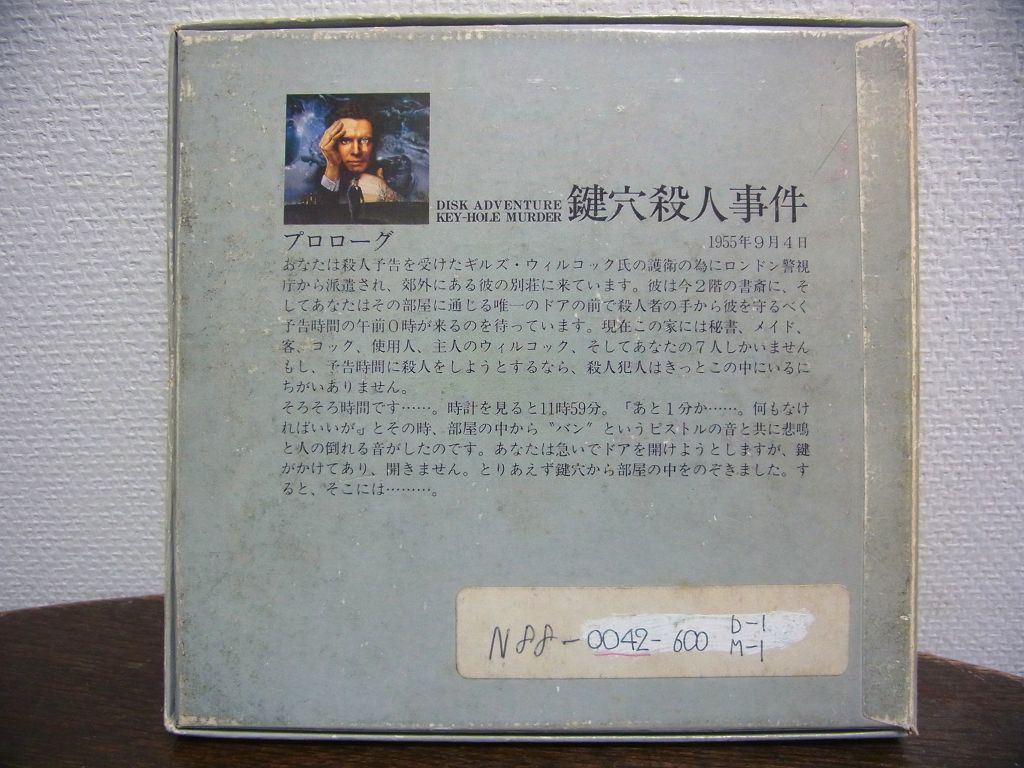 DISK ADVENTURE
KEY-HOLE MURDER
鍵穴殺人事件
プロローグ
1955年9月4日
あなたは殺人予告を受けたギルズ・ウィルコック氏の護衛の為にロンドン警視
庁から派遣され、郊外にある彼の別荘に来ています。彼は今2階の書斎に、そ
してあなたはその部屋に通じる唯一のドアの前で殺人者の手から彼を守るべく
予告時間の午前0時が来るのを待っています。現在この家には秘書、メイド、
客、コック、使用人、主人のウィルコック、そしてあなたの7人しかいません
もし、予告時間に殺人をしようとするなら、殺人犯人はきっとこの中にいるに
ちがいありません。
そろそろ時間です……。時計を見ると11時59分。「あと1分か……。何もなけ
ればいいが。」とその時、部屋の中から〝バン〟というピストルの音と共に悲鳴
と人の倒れる音がしたのです。あなたは急いでドアを開けようとしますが、鍵
がかけてあり、開きません。とりあえず鍵穴から部屋の中をのぞきました。す
ると、そこには………。
N88-0042-600 D-1
M-1